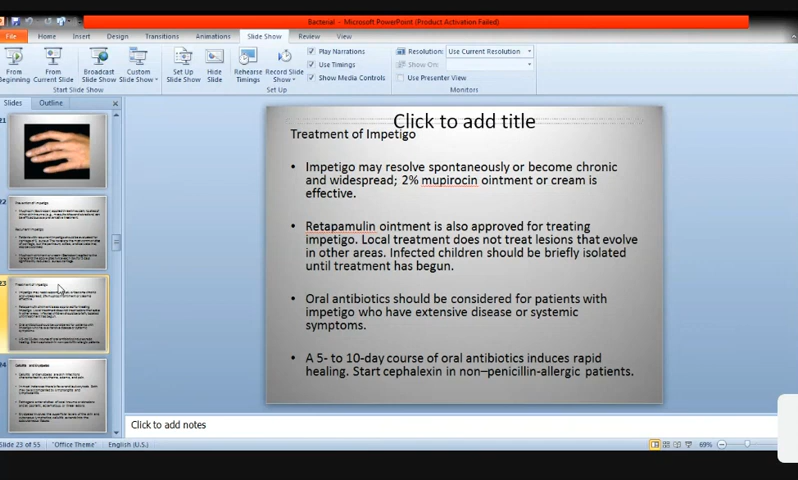 Bacterial - Microsoft PowerPoint (Product Activation Failed)
File Home Insert Design Transitions Animations Slide Show Review View
From Beginning
From Current Slide
Broadcast Slide Show
Custom Slide Show
Set Up Slide Show
Hide Slide
Rehearse Timings
Record Slide Show
Play Narrations
Use Timings
Show Media Controls
Resolution: Use Current Resolution
Show On:
Use Presenter View
Start Slide Show
Set Up
Monitors
Slides Outline
21
22
23
Treatment of Impetigo
24
Click to add title
Treatment of Impetigo
• Impetigo may resolve spontaneously or become chronic
and widespread; 2% mupirocin ointment or cream is
effective.
• Retapamulin ointment is also approved for treating
impetigo. Local treatment does not treat lesions that evolve
in other areas. Infected children should be briefly isolated
until treatment has begun.
• Oral antibiotics should be considered for patients with
impetigo who have extensive disease or systemic
symptoms.
• A 5- to 10-day course of oral antibiotics induces rapid
healing. Start cephalexin in non–penicillin-allergic patients.
Click to add notes
Slide 23 of 55 "Office Theme" English (U.S.) 69%